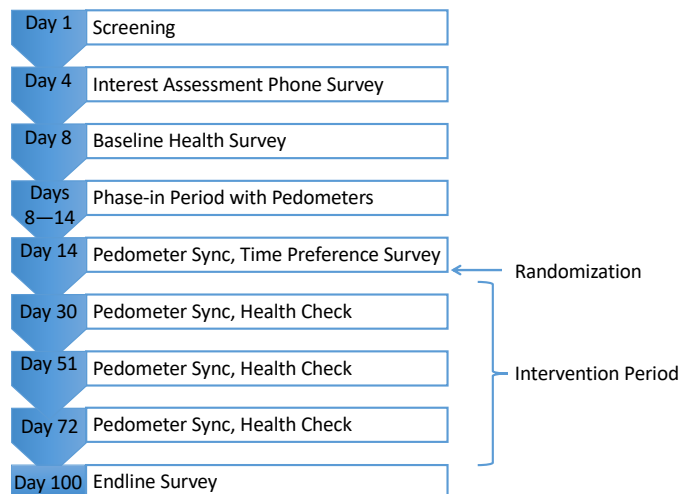 Day 1 Screening
Day 4 Interest Assessment Phone Survey
Day 8 Baseline Health Survey
Days
8—14
Phase-in Period with Pedometers
Day 14 Pedometer Sync, Time Preference Survey
Randomization
Day 30 Pedometer Sync, Health Check
Day 51 Pedometer Sync, Health Check
Intervention Period
Day 72 Pedometer Sync, Health Check
Day 100 Endline Survey